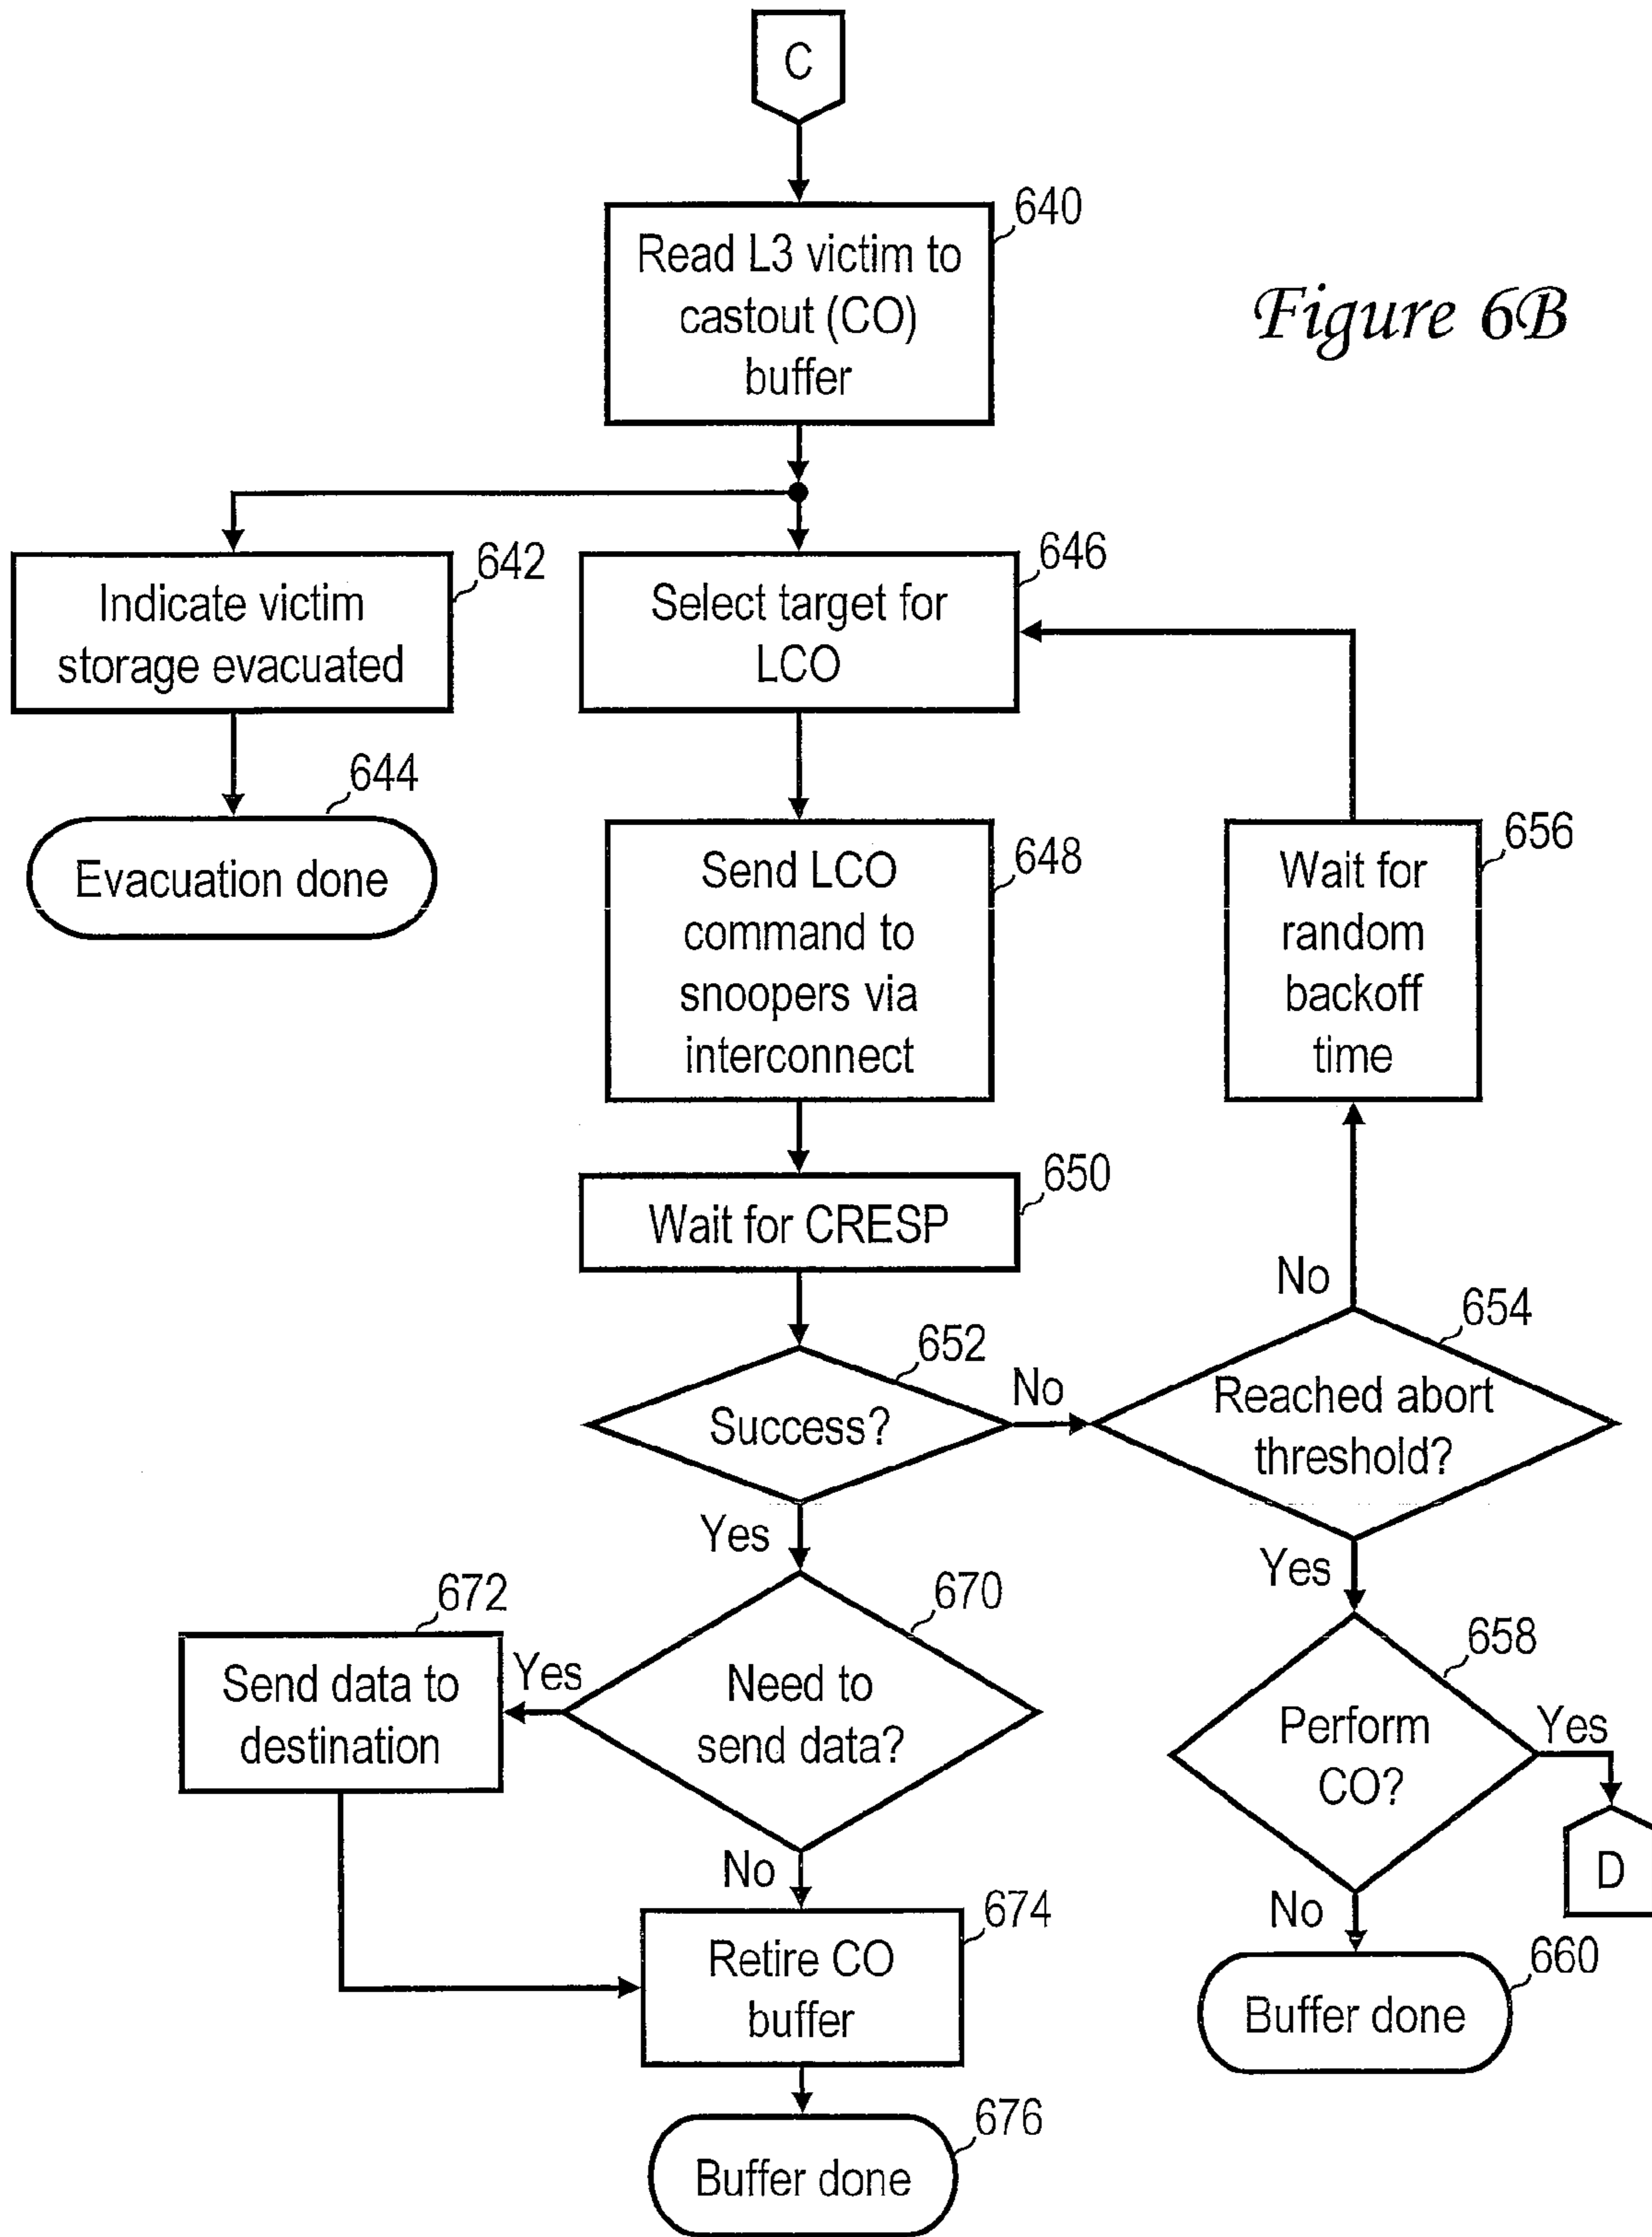 C
640
Read L3 victim to
castout (CO)
buffer
Figure 6B
642
Indicate victim
storage evacuated
646
Select target for
LCO
644
Evacuation done
648
Send LCO
command to
snoopers via
interconnect
656
Wait for
random
backoff
time
650
Wait for CRESP
No
654
Reached abort
threshold?
652
Success?
No
Yes
Yes
672
Send data to
destination
Yes
670
Need to
send data?
658
Perform
CO?
Yes
D
No
No
674
Retire CO
buffer
660
Buffer done
676
Buffer done